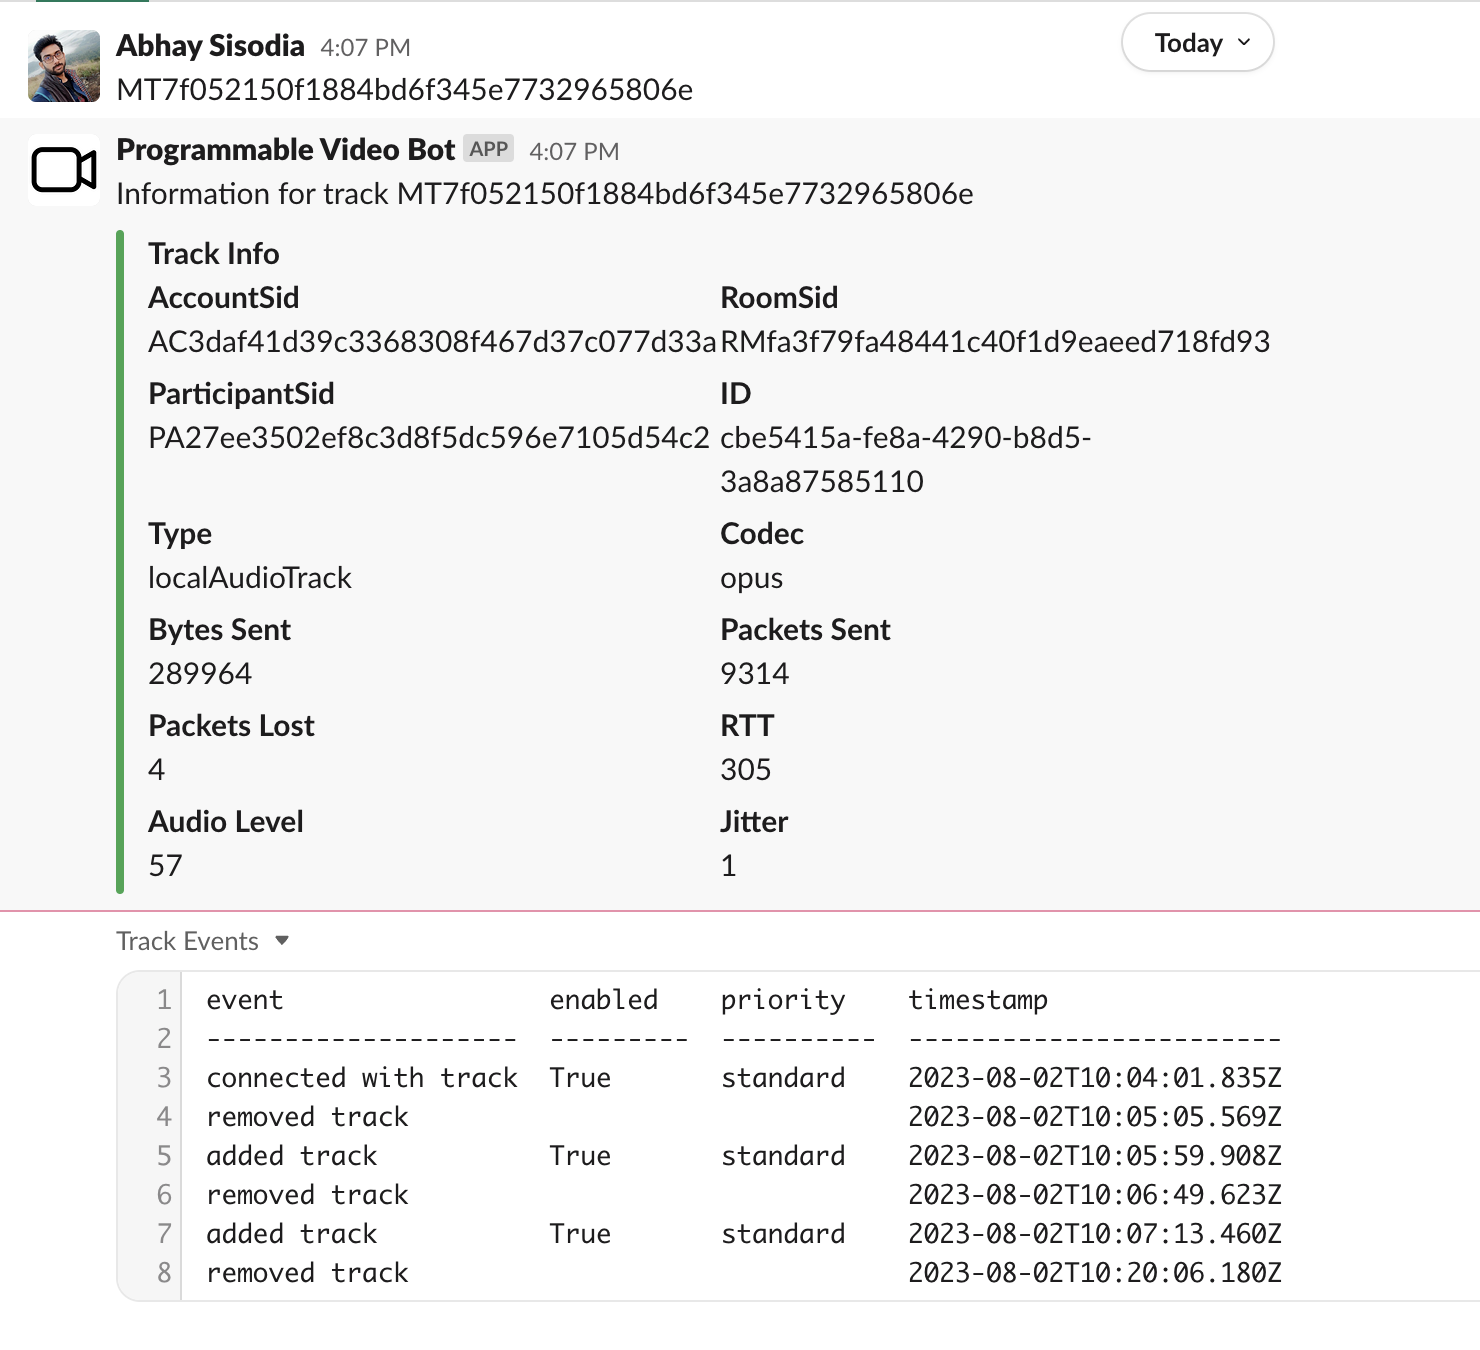 Abhay Sisodia 4:07 PM
Today
MT7f052150f1884bd6f345e7732965806e
Programmable Video Bot APP 4:07 PM
Information for track MT7f052150f1884bd6f345e7732965806e
Track Info
AccountSid RoomSid
AC3daf41d39c3368308f467d37c077d33a RMfa3f79fa48441c40f1d9eaeed718fd93
ParticipantSid ID
PA27ee3502ef8c3d8f5dc596e7105d54c2 cbe5415a-fe8a-4290-b8d5-
3a8a87585110
Type Codec
localAudioTrack opus
Bytes Sent Packets Sent
289964 9314
Packets Lost RTT
4 305
Audio Level Jitter
57 1
Track Events
1 event enabled priority timestamp
2 -------------------- --------- ---------- ------------------------
3 connected with track True standard 2023-08-02T10:04:01.835Z
4 removed track 2023-08-02T10:05:05.569Z
5 added track True standard 2023-08-02T10:05:59.908Z
6 removed track 2023-08-02T10:06:49.623Z
7 added track True standard 2023-08-02T10:07:13.460Z
8 removed track 2023-08-02T10:20:06.180Z